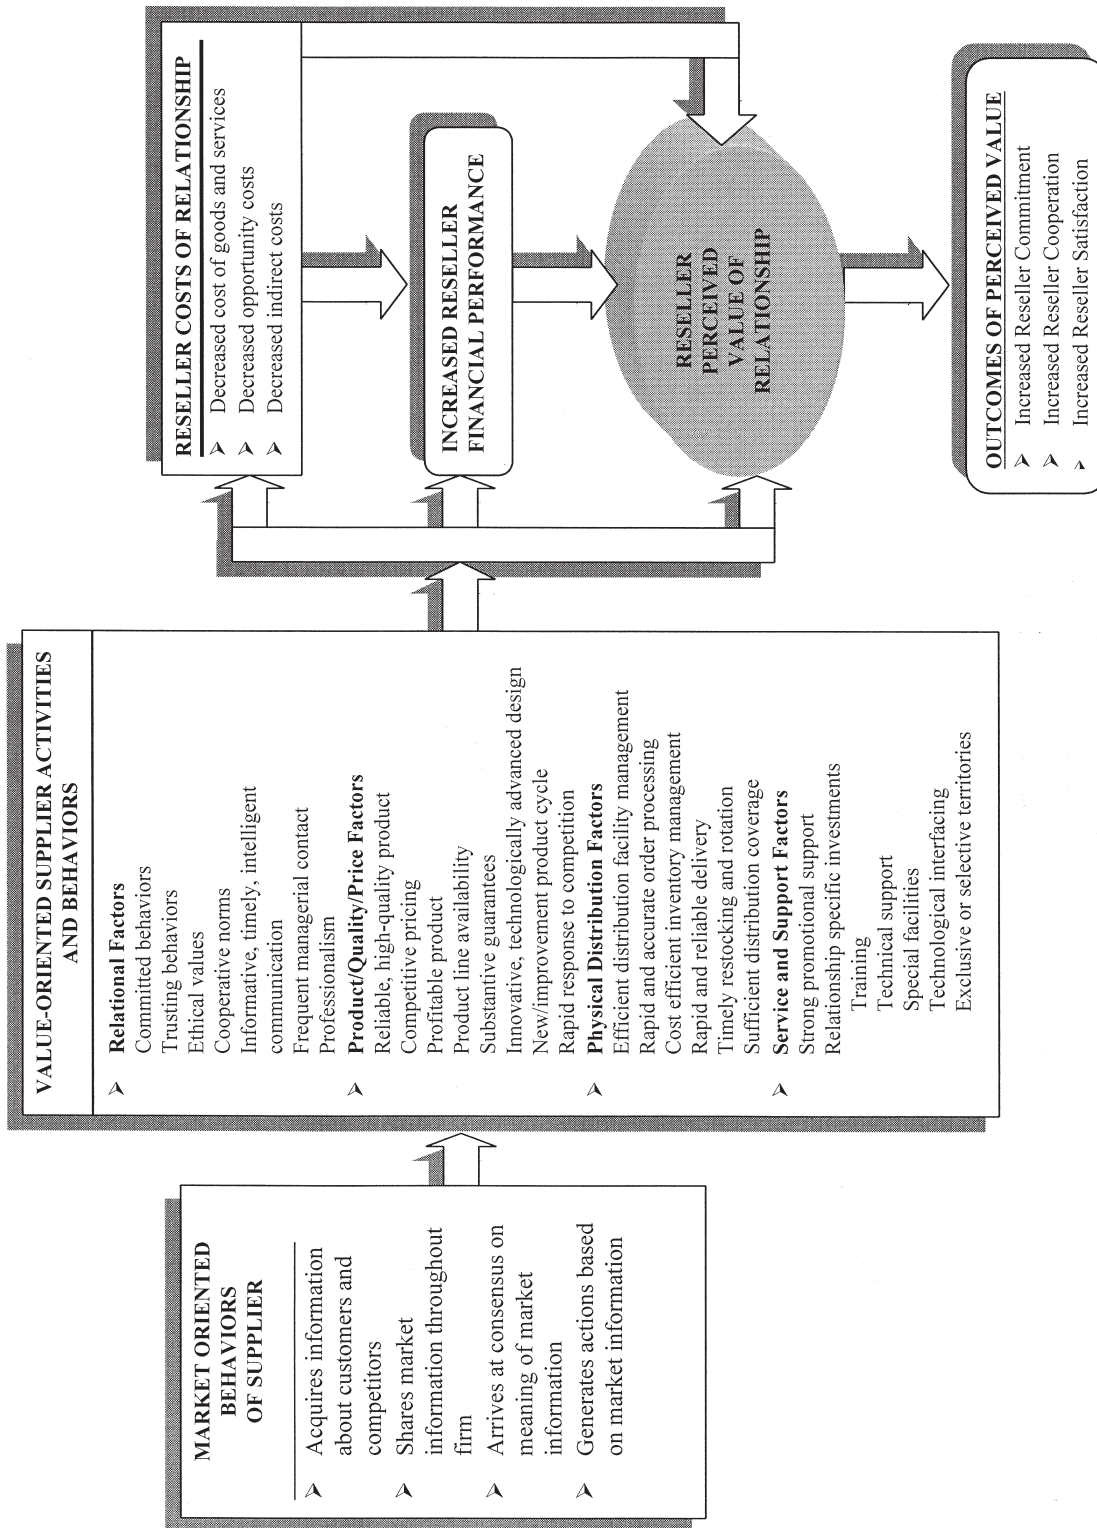 MARKET ORIENTED
BEHAVIORS
OF SUPPLIER
➢ Acquires information
about customers and
competitors
➢ Shares market
information throughout
firm
➢ Arrives at consensus on
meaning of market
information
➢ Generates actions based
on market information
VALUE-ORIENTED SUPPLIER ACTIVITIES
AND BEHAVIORS
➢ Relational Factors
Committed behaviors
Trusting behaviors
Ethical values
Cooperative norms
Informative, timely, intelligent
communication
Frequent managerial contact
Professionalism
➢ Product/Quality/Price Factors
Reliable, high-quality product
Competitive pricing
Profitable product
Product line availability
Substantive guarantees
Innovative, technologically advanced design
New/improvement product cycle
Rapid response to competition
➢ Physical Distribution Factors
Efficient distribution facility management
Rapid and accurate order processing
Cost efficient inventory management
Rapid and reliable delivery
Timely restocking and rotation
Sufficient distribution coverage
➢ Service and Support Factors
Strong promotional support
Relationship specific investments
Training
Technical support
Special facilities
Technological interfacing
Exclusive or selective territories
RESELLER COSTS OF RELATIONSHIP
➢ Decreased cost of goods and services
➢ Decreased opportunity costs
➢ Decreased indirect costs
INCREASED RESELLER
FINANCIAL PERFORMANCE
RESELLER
PERCEIVED
VALUE OF
RELATIONSHIP
OUTCOMES OF PERCEIVED VALUE
➢ Increased Reseller Commitment
➢ Increased Reseller Cooperation
➢ Increased Reseller Satisfaction